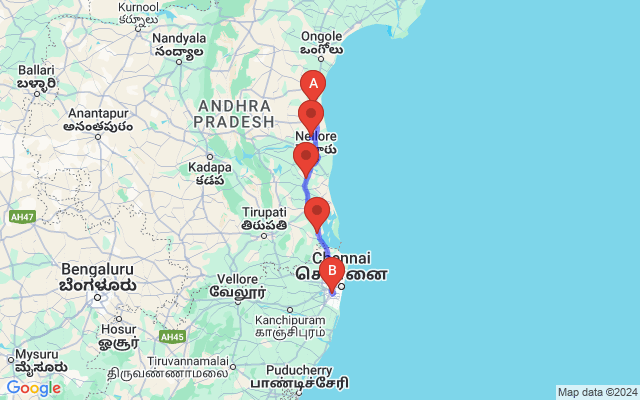 Kurnool
కర్నూలు
Nandyala
నంద్యాల
Ongole
ఒంగోలు
Ballari
ಬಳ್ಳಾರಿ
A
ANDHRA
PRADESH
Anantapur
అనంతపురం
Nellore
Kadapa
కడప
AH47
Tirupati
తిరుపతి
Chennai
Bengaluru
ಬೆಂಗಳೂರು
B
Vellore
வேலூர்
Kanchipuram
காஞ்சிபுரம்
Hosur
ஓசூர்
AH45
Mysuru
ಮೈಸೂರು
Tiruvannamalai
திருவண்ணாமலை
Puducherry
பாண்டிச்சேரி
Google
Map data ©2024